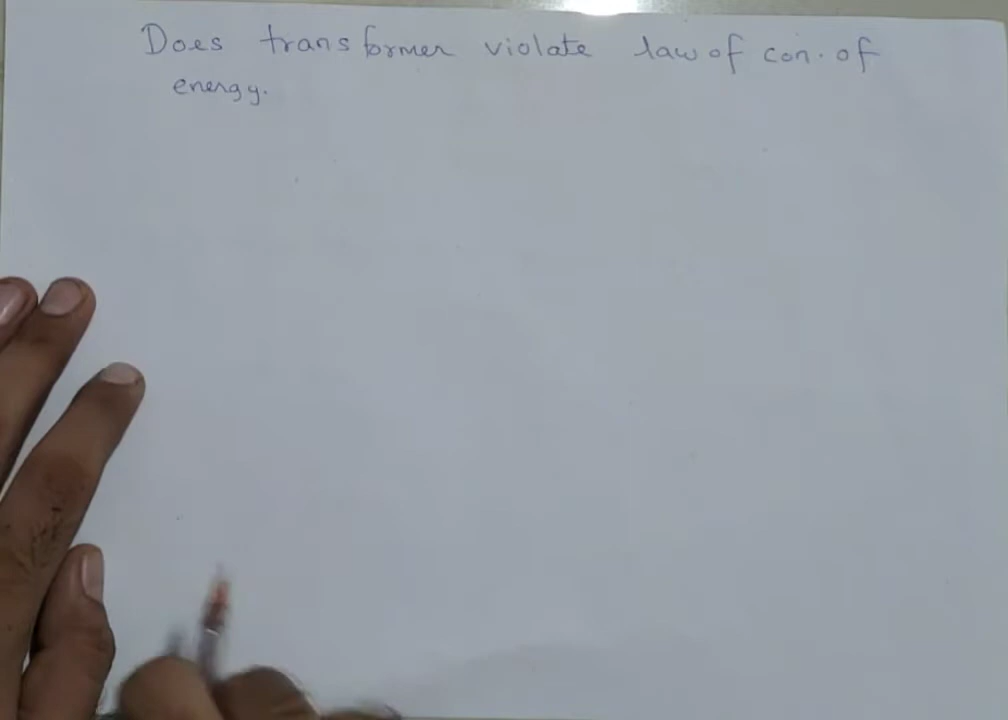 Does transformer violate law of con. of
energy.